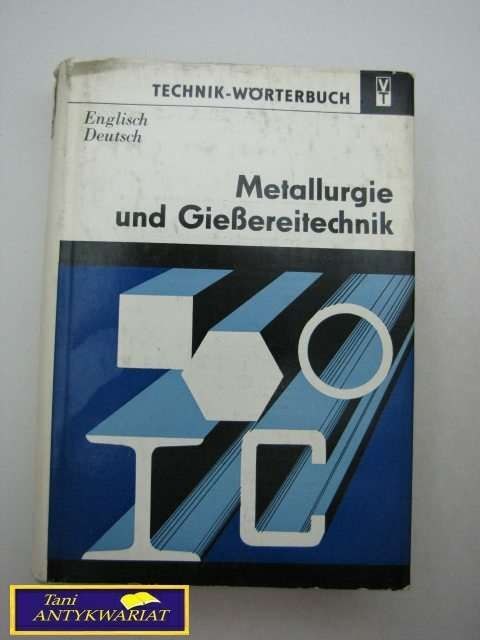 TECHNIK-WÖRTERBUCH
VT
Englisch
Deutsch
Metallurgie
und Gießereitechnik
Tani
ANTYKWARIAT